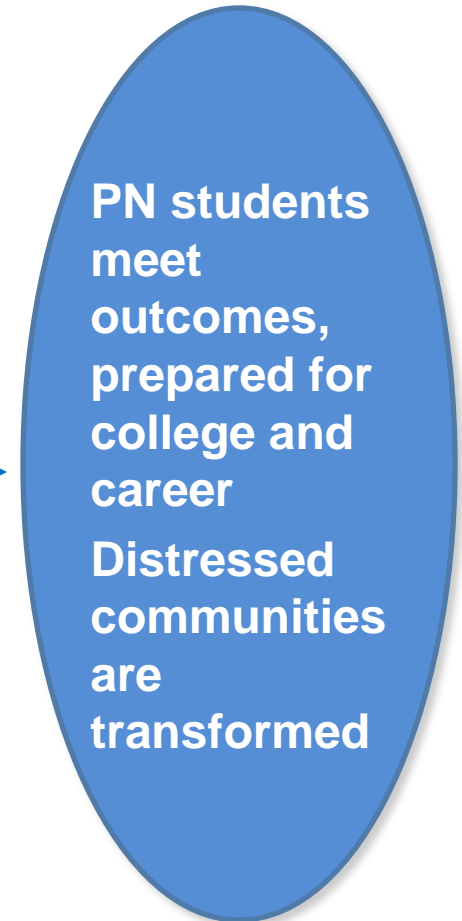 PN students
meet
outcomes,
prepared for
college and
career
Distressed
communities
are
transformed